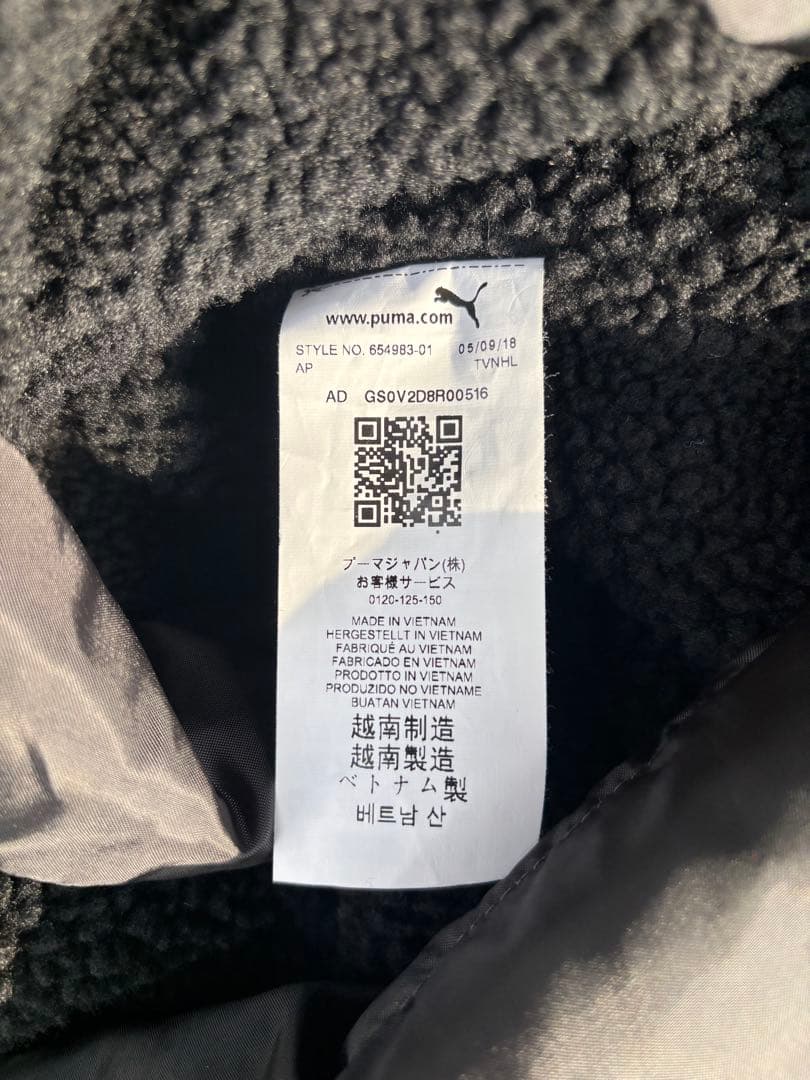 www.puma.com
STYLE NO. 654983-01 05/09/18
AP TVNHL
AD GS0V2D8R00516
プーマジャパン(株)
お客様サービス
0120-125-150
MADE IN VIETNAM
HERGESTELLT IN VIETNAM
FABRIQUÉ AU VIETNAM
FABRICADO EN VIETNAM
PRODOTTO IN VIETNAM
PRODUZIDO NO VIETNAME
BUATAN VIETNAM
越南制造
越南製造
ベトナム製
베트남 산